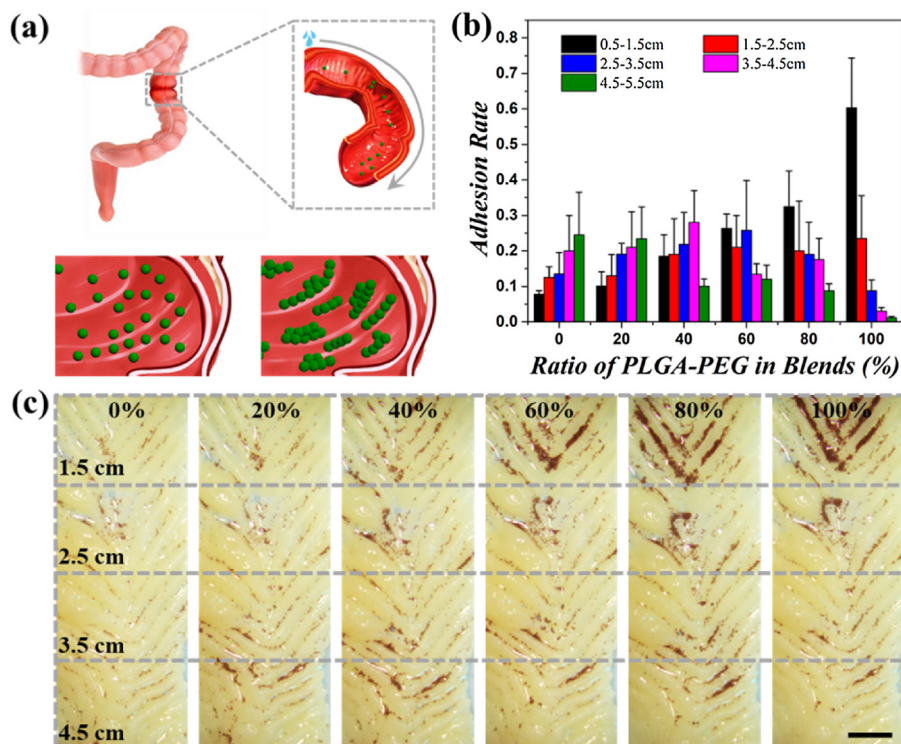 (a)
(b)
0.5-1.5cm 1.5-2.5cm
2.5-3.5cm 3.5-4.5cm
4.5-5.5cm
Adhesion Rate
0.8
0.7
0.6
0.5
0.4
0.3
0.2
0.1
0.0
0 20 40 60 80 100
Ratio of PLGA-PEG in Blends (%)
(c)
0% 20% 40% 60% 80% 100%
1.5 cm
2.5 cm
3.5 cm
4.5 cm